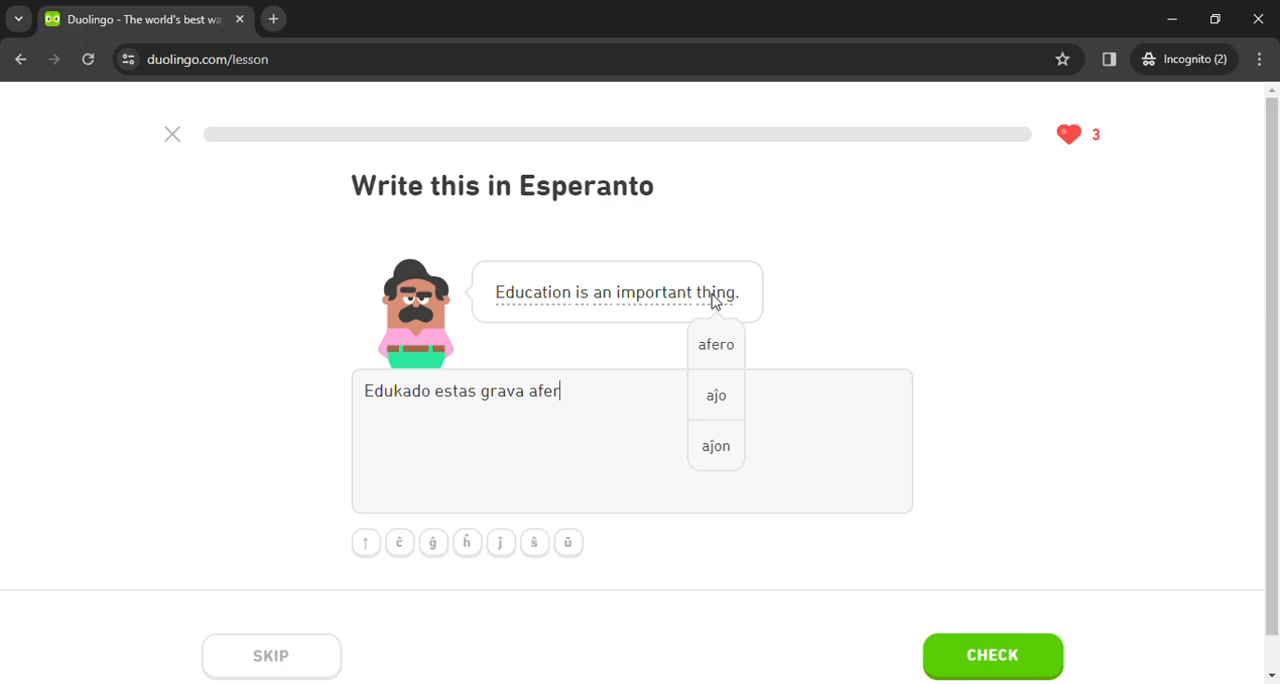 Duolingo - The world's best wa
duolingo.com/lesson
Incognito (2)
3
Write this in Esperanto
Education is an important thing.
afero
aĵo
aĵon
Edukado estas grava afer
↑ ĉ ĝ ĥ ĵ ŝ ŭ
SKIP
CHECK